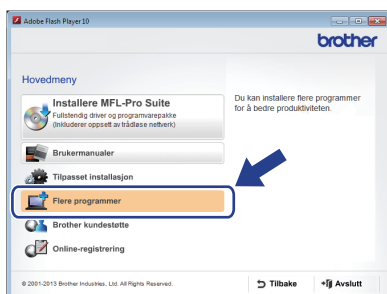 Adobe Flash Player 10
brother
Hovedmeny
Installere MFL-Pro Suite
Fullstendig driver og programvarepakke
(Inkluderer oppsett av trådløse nettverk)
Du kan installere flere programmer
for å bedre produktiviteten.
Brukermanualer
Tilpasset installasjon
Flere programmer
Brother kundestøtte
Online-registrering
© 2001-2013 Brother Industries, Ltd. All Rights Reserved.
Tilbake
Avslutt